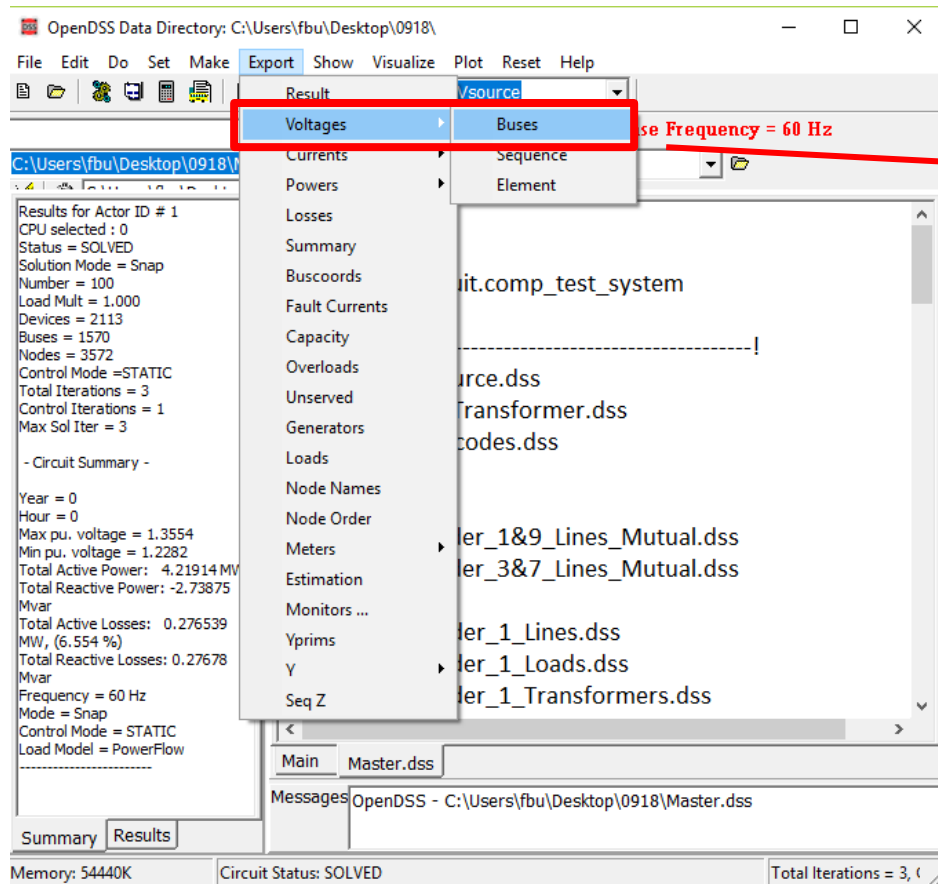 OpenDSS Data Directory: C:\Users\fbu\Desktop\0918\
File Edit Do Set Make Export Show Visualize Plot Reset Help
Vsource
Base Frequency = 60 Hz
C:\Users\fbu\Desktop\0918\
Results for Actor ID # 1
CPU selected : 0
Status = SOLVED
Solution Mode = Snap
Number = 100
Load Mult = 1.000
Devices = 2113
Buses = 1570
Nodes = 3572
Control Mode =STATIC
Total Iterations = 3
Control Iterations = 1
Max Sol Iter = 3
- Circuit Summary -
Year = 0
Hour = 0
Max pu. voltage = 1.3554
Min pu. voltage = 1.2282
Total Active Power: 4.21914 MW
Total Reactive Power: -2.73875
Mvar
Total Active Losses: 0.276539
MW, (6.554 %)
Total Reactive Losses: 0.27678
Mvar
Frequency = 60 Hz
Mode = Snap
Control Mode = STATIC
Load Model = PowerFlow
------------------------
Summary Results
Result
Voltages
Currents
Powers
Losses
Summary
Buscoords
Fault Currents
Capacity
Overloads
Unserved
Generators
Loads
Node Names
Node Order
Meters
Estimation
Monitors ...
Yprims
Y
Seq Z
Buses
Sequence
Element
uit.comp_test_system
-----------------------------------!
urce.dss
Transformer.dss
codes.dss
der_1&9_Lines_Mutual.dss
der_3&7_Lines_Mutual.dss
der_1_Lines.dss
der_1_Loads.dss
der_1_Transformers.dss
Main Master.dss
Messages OpenDSS - C:\Users\fbu\Desktop\0918\Master.dss
Memory: 54440K Circuit Status: SOLVED Total Iterations = 3,